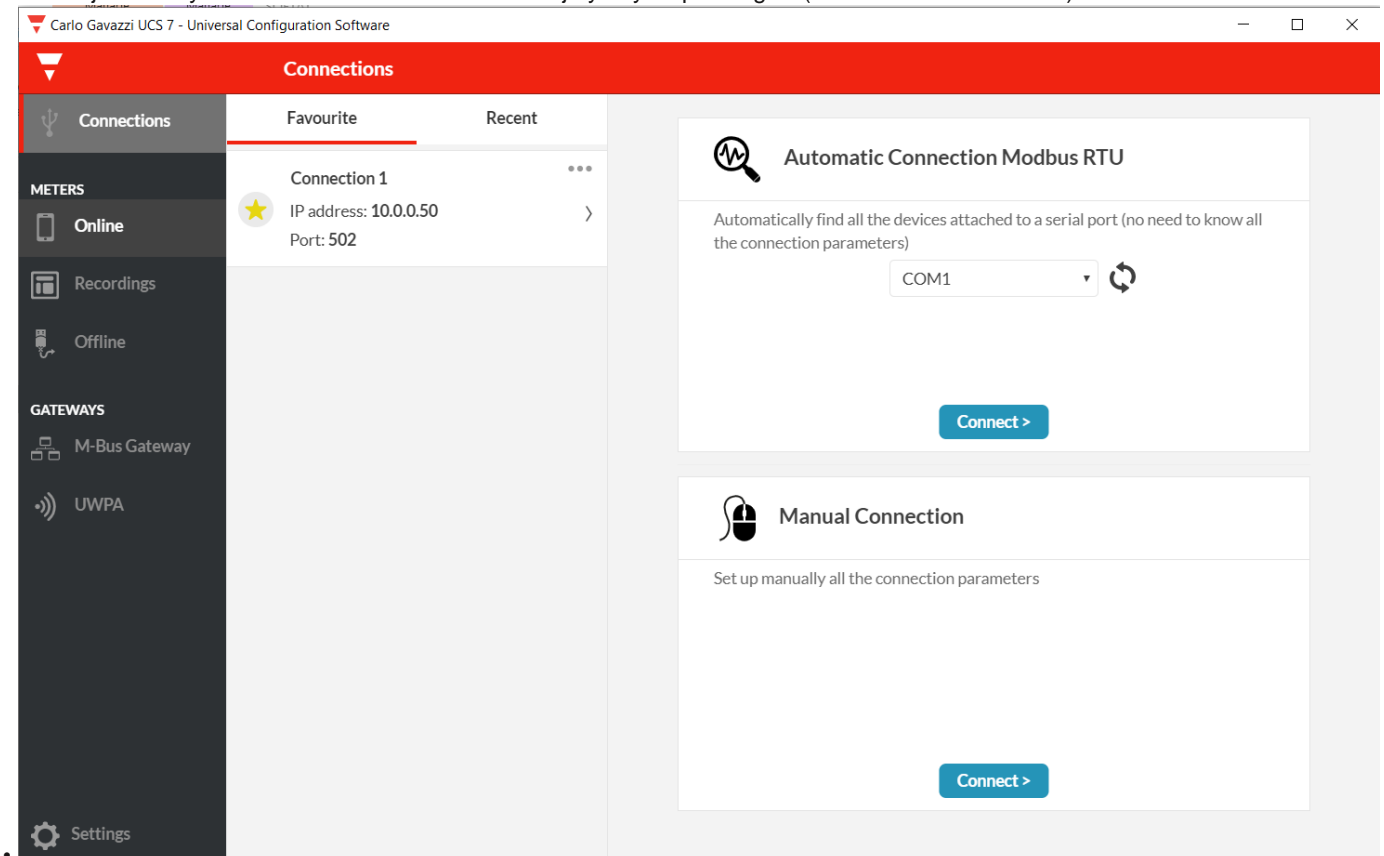 Carlo Gavazzi UCS 7 - Universal Configuration Software
Connections
Connections
METERS
Online
Recordings
Offline
GATEWAYS
M-Bus Gateway
UWPA
Settings
Favourite
Recent
Connection 1
IP address: 10.0.0.50
Port: 502
Automatic Connection Modbus RTU
Automatically find all the devices attached to a serial port (no need to know all
the connection parameters)
COM1
Connect >
Manual Connection
Set up manually all the connection parameters
Connect >